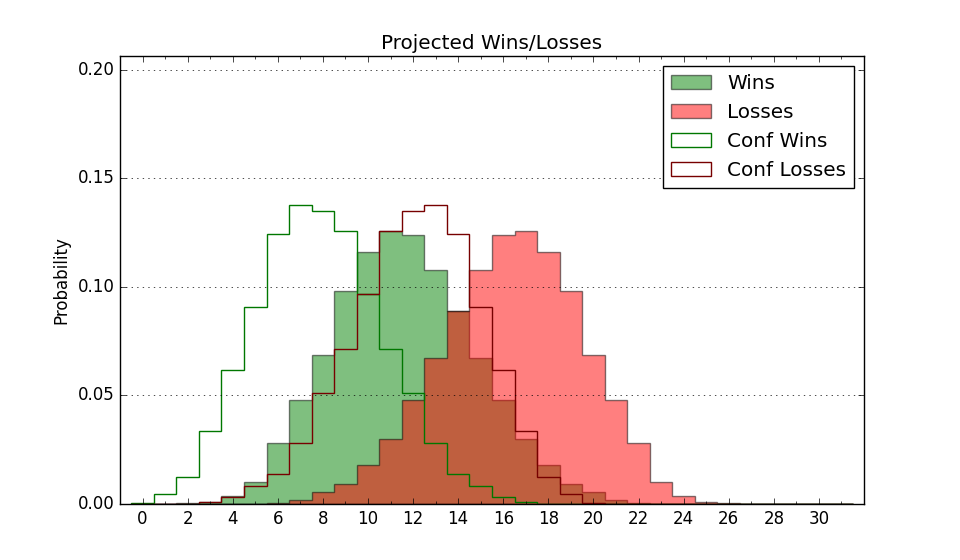 Projected Wins/Losses
0.20
0.15
0.10
0.05
0.00
Probability
Wins
Losses
Conf Wins
Conf Losses
0 2 4 6 8 10 12 14 16 18 20 22 24 26 28 30